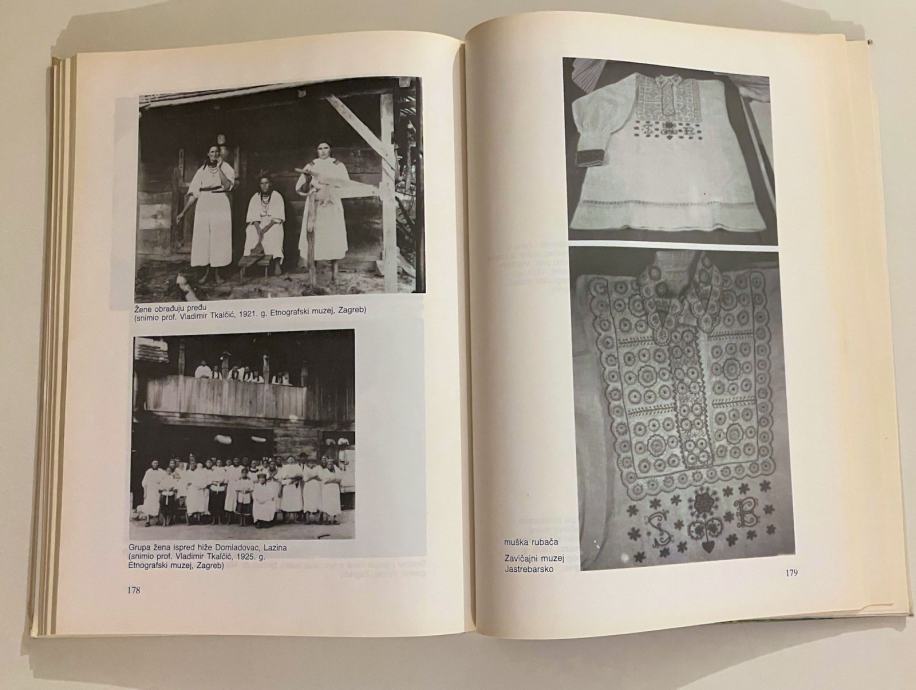 Žene obrađuju pređu
(snimio prof. Vladimir Tkalčić, 1921. g. Etnografski muzej, Zagreb)
Grupa žena ispred hiže Domladovac, Lazina
(snimio prof. Vladimir Tkalčić, 1925. g.
Etnografski muzej, Zagreb)
178
S B
muška rubača
Zavičajni muzej
Jastrebarsko
179